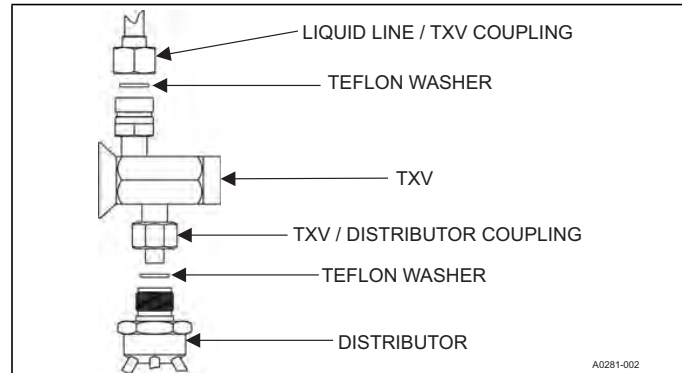 LIQUID LINE / TXV COUPLING
TEFLON WASHER
TXV
TXV / DISTRIBUTOR COUPLING
TEFLON WASHER
DISTRIBUTOR
A0281-002